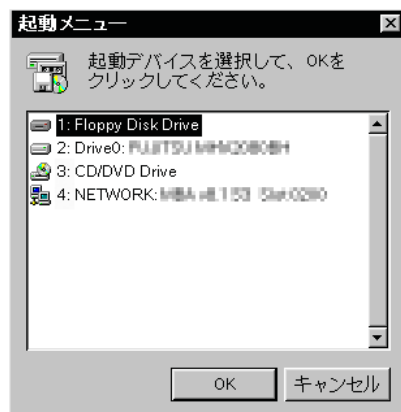 起動メニュー
起動デバイスを選択して、OKを
クリックしてください。
1: Floppy Disk Drive
2: Drive0:
3: CD/DVD Drive
4: NETWORK:
OK
キャンセル